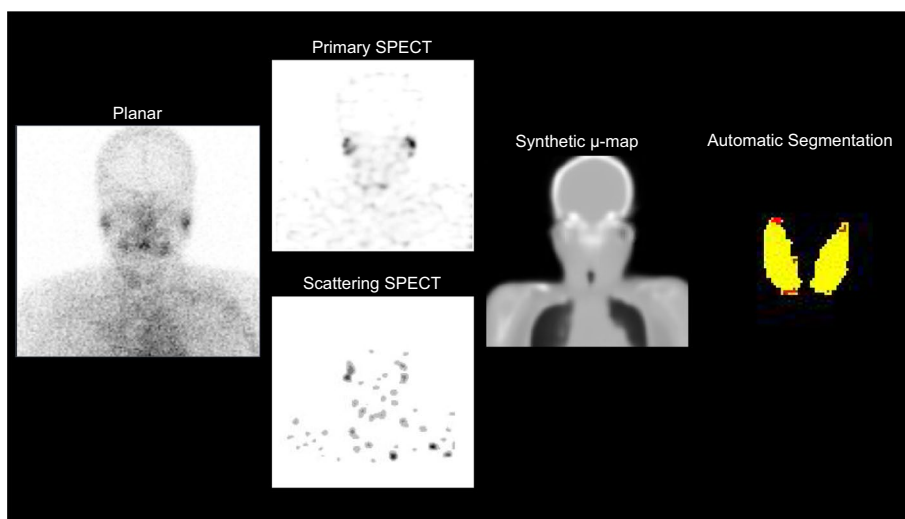 Primary SPECT
Planar
Synthetic μ-map
Automatic Segmentation
Scattering SPECT